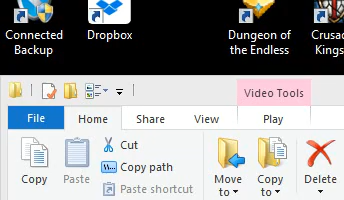 Connected
Backup
Dropbox
Dungeon of
the Endless
Crusa
Kings
Video Tools
File
Home
Share
View
Play
Copy
Paste
Cut
Copy path
Paste shortcut
Move
to
Copy
to
Delete